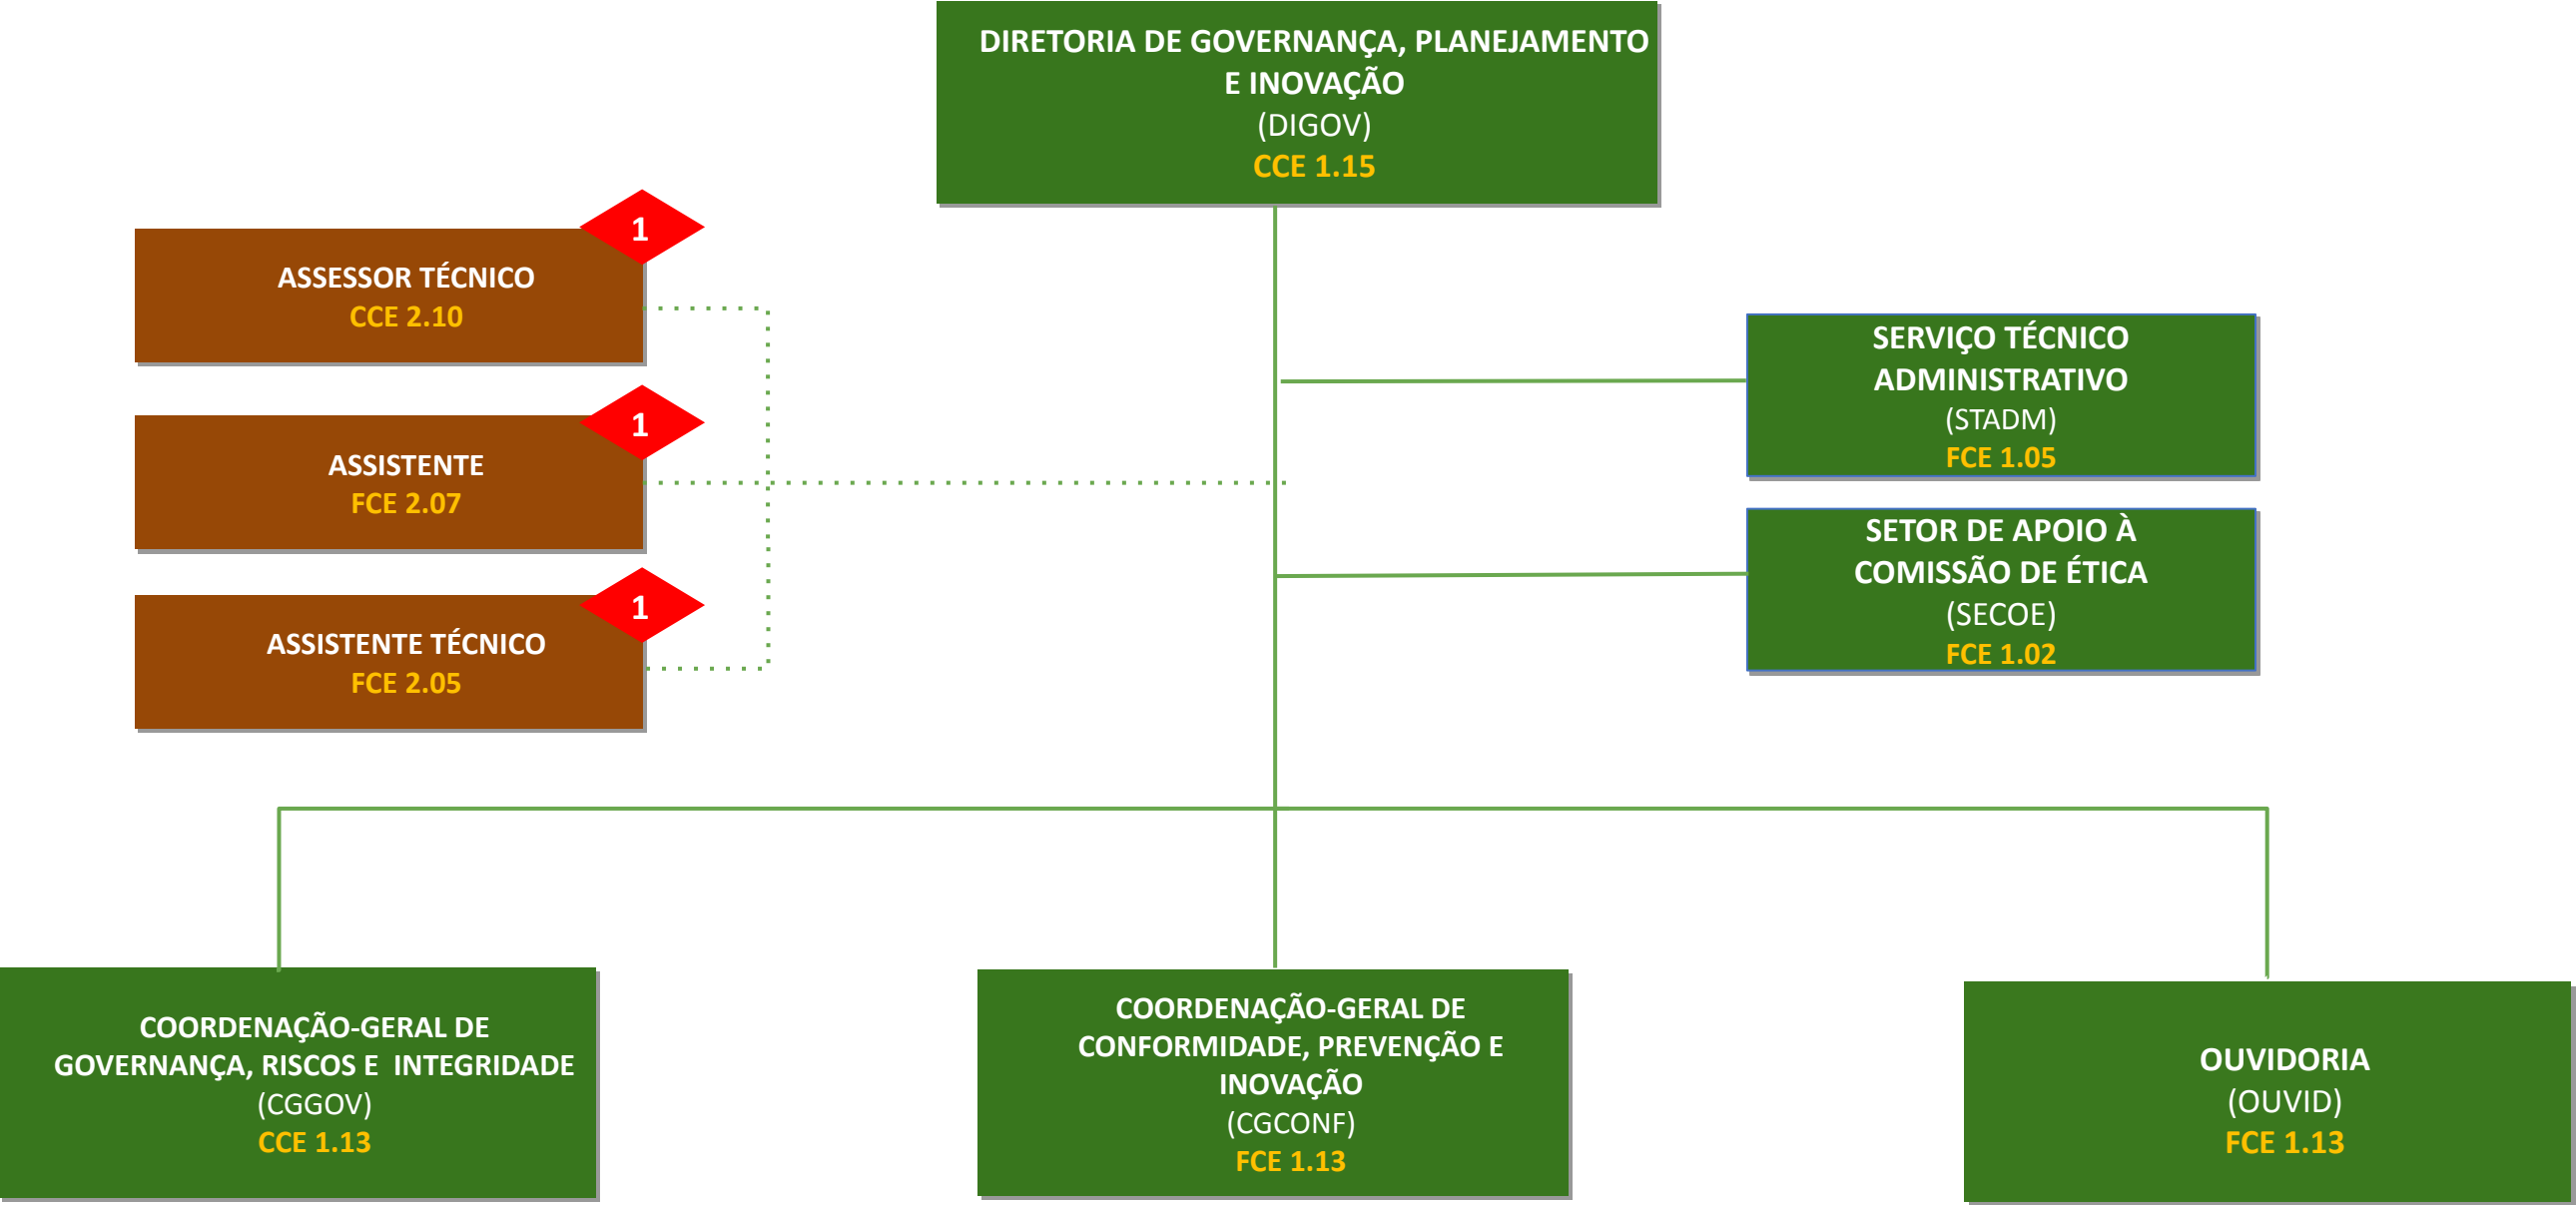 DIRETORIA DE GOVERNANÇA, PLANEJAMENTO
E INOVAÇÃO
(DIGOV)
CCE 1.15
1
ASSESSOR TÉCNICO
CCE 2.10
1
ASSISTENTE
FCE 2.07
1
ASSISTENTE TÉCNICO
FCE 2.05
SERVIÇO TÉCNICO
ADMINISTRATIVO
(STADM)
FCE 1.05
SETOR DE APOIO À
COMISSÃO DE ÉTICA
(SECOE)
FCE 1.02
COORDENAÇÃO-GERAL DE
GOVERNANÇA, RISCOS E INTEGRIDADE
(CGGOV)
CCE 1.13
COORDENAÇÃO-GERAL DE
CONFORMIDADE, PREVENÇÃO E
INOVAÇÃO
(CGCONF)
FCE 1.13
OUVIDORIA
(OUVID)
FCE 1.13